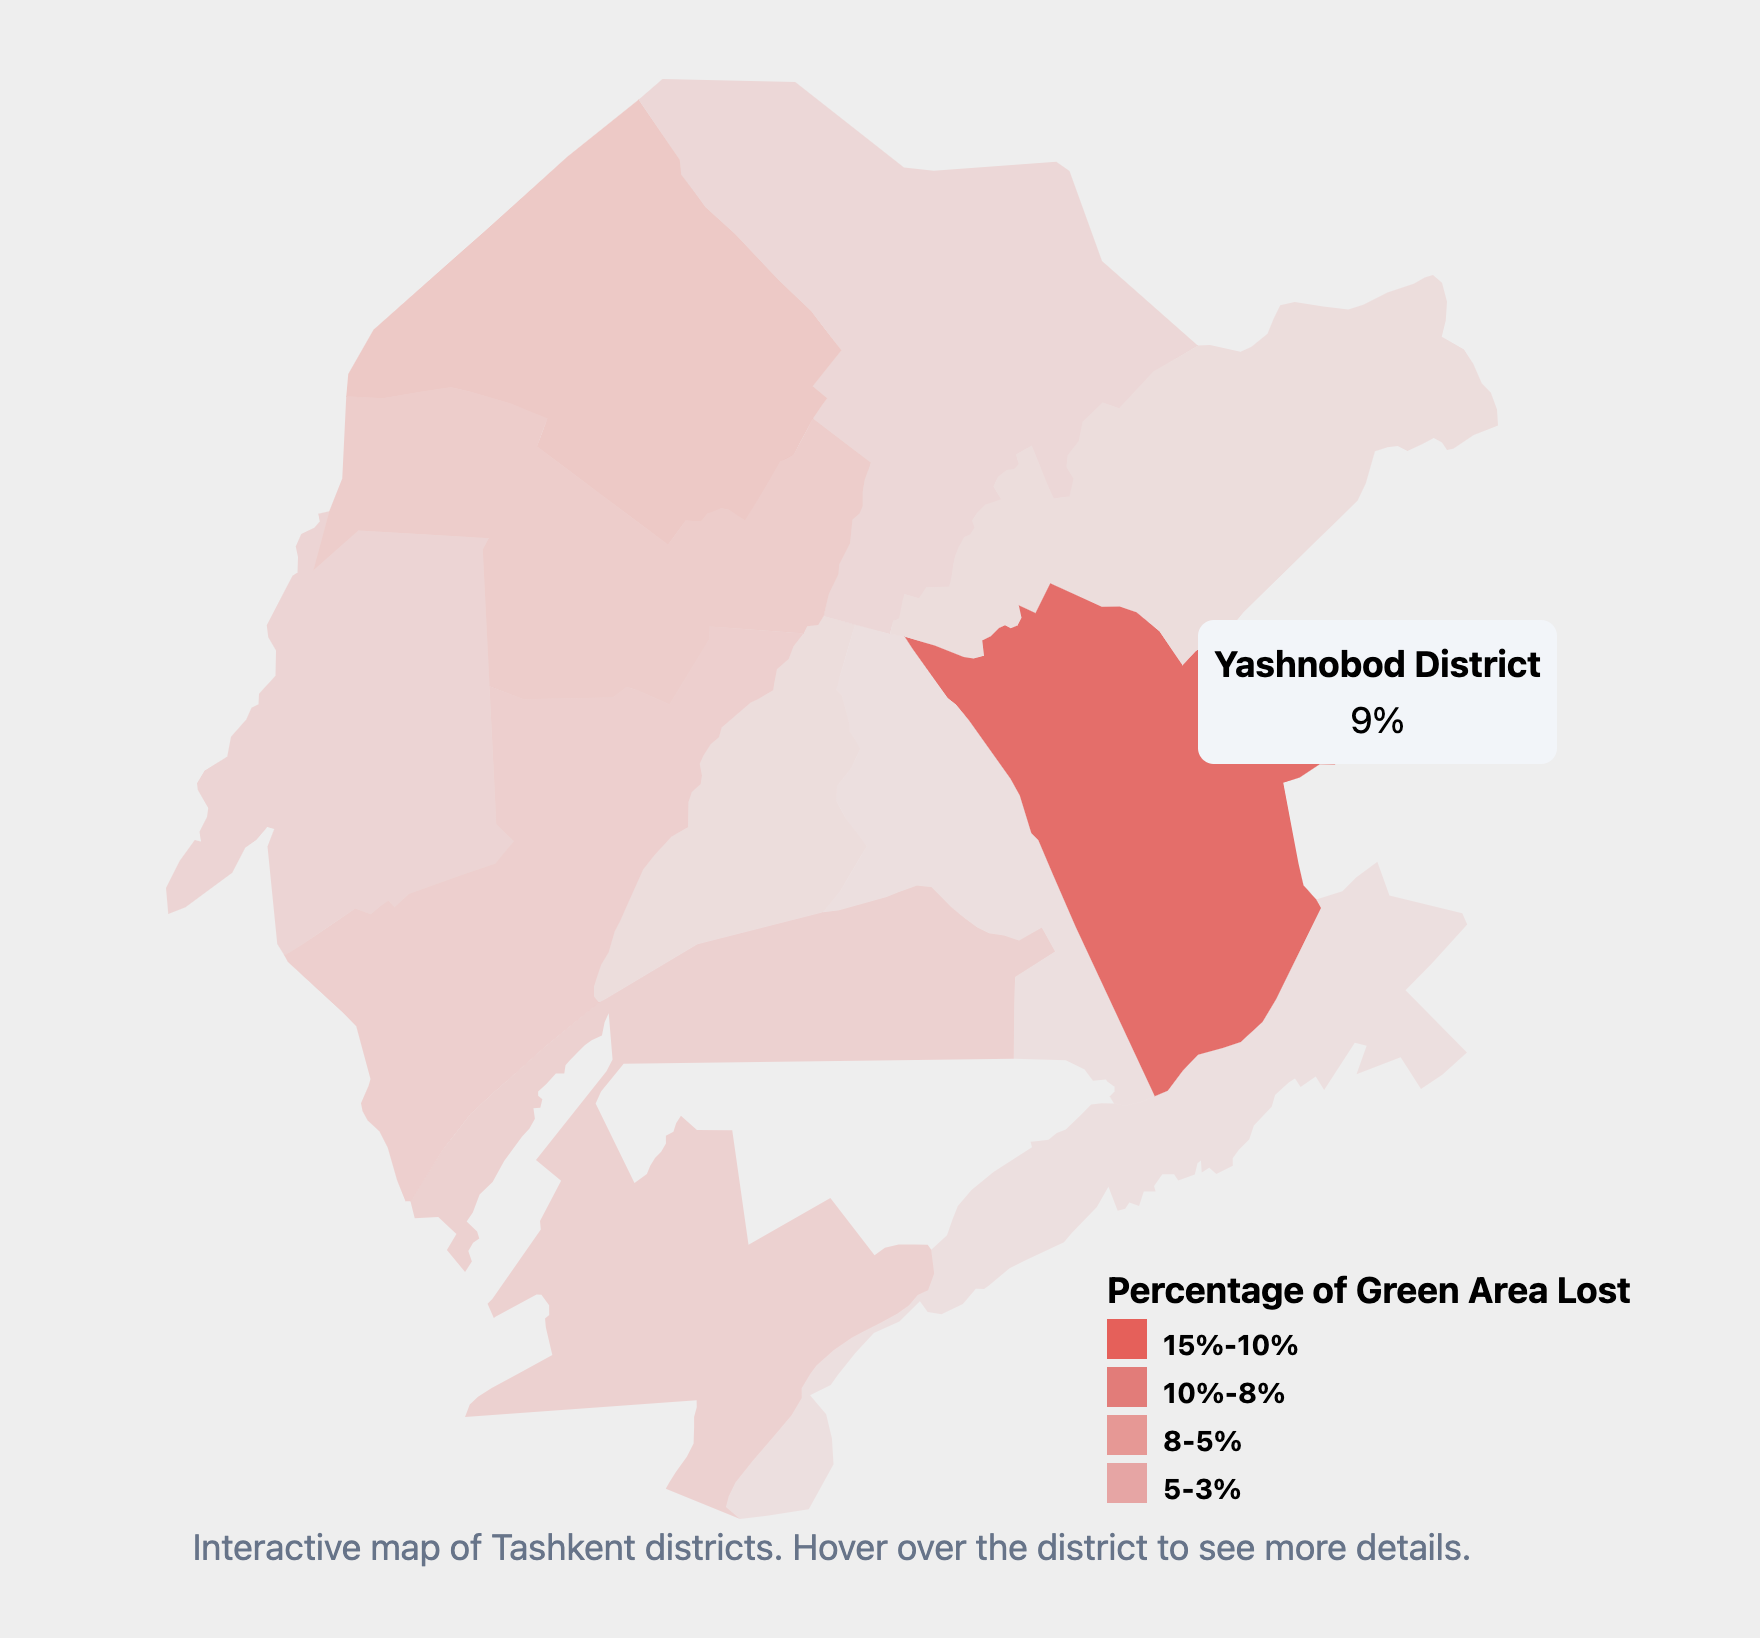 Yashnobod District
9%
Percentage of Green Area Lost
15%-10%
10%-8%
8-5%
5-3%
Interactive map of Tashkent districts. Hover over the district to see more details.